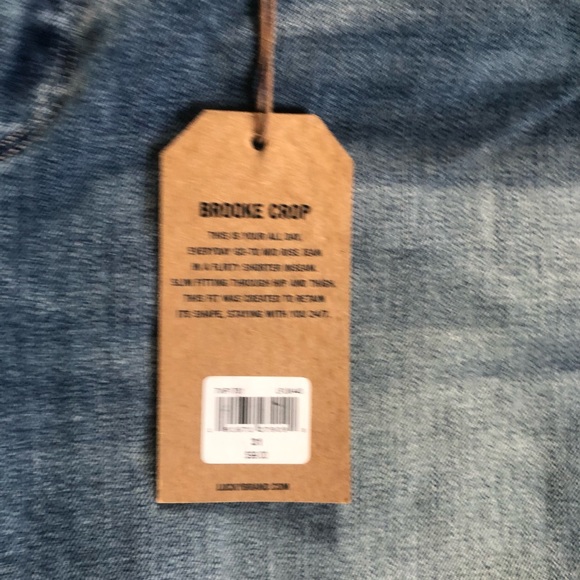 BROOKE CROP
THIS IS YOUR ALL DAY,
EVERYDAY GO-TO MID RISE JEAN
IN A FLIRTY SHORTER INSEAM.
SLIM FITTING THROUGH HIP AND THIGH.
THIS FIT WAS CREATED TO RETAIN
ITS SHAPE, STAYING WITH YOU 24/7.
LUCKYBRAND.COM